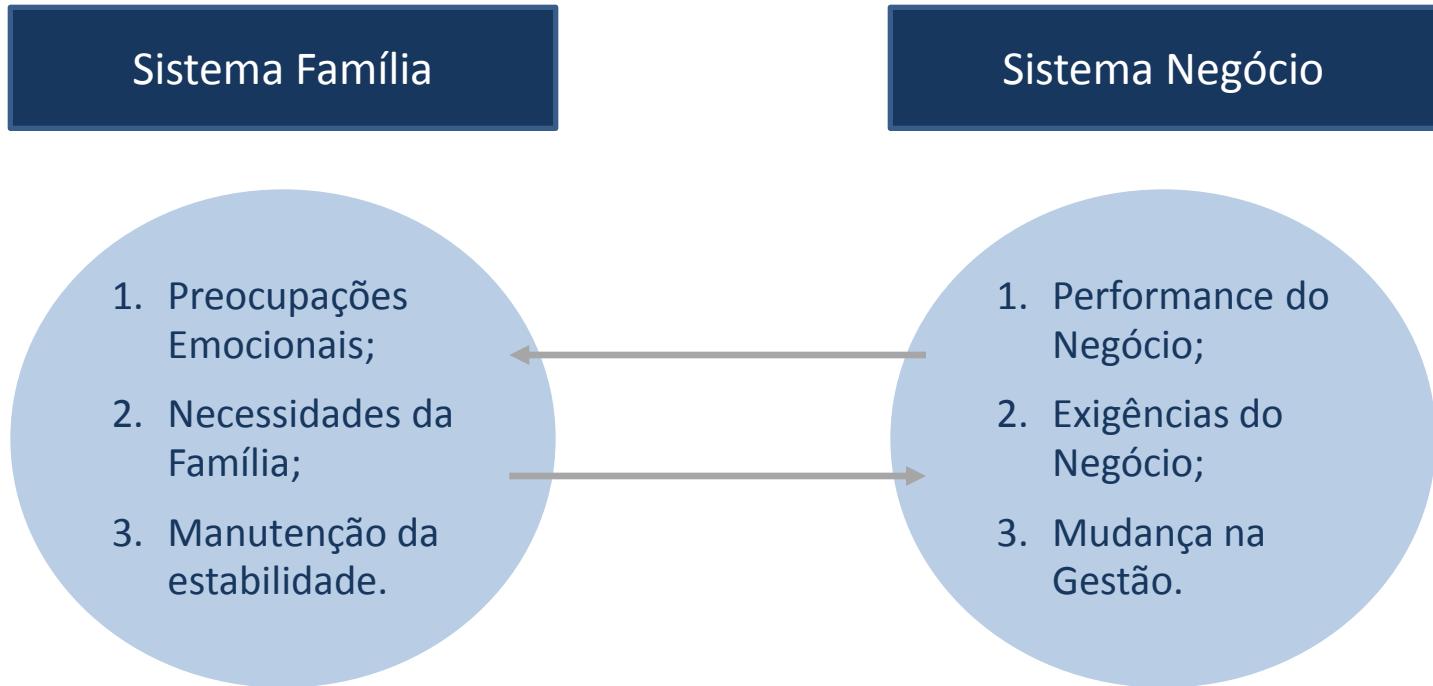 Sistema Família
Sistema Negócio
1. Preocupações
Emocionais;
2. Necessidades da
Família;
3. Manutenção da
estabilidade.
1. Performance do
Negócio;
2. Exigências do
Negócio;
3. Mudança na
Gestão.